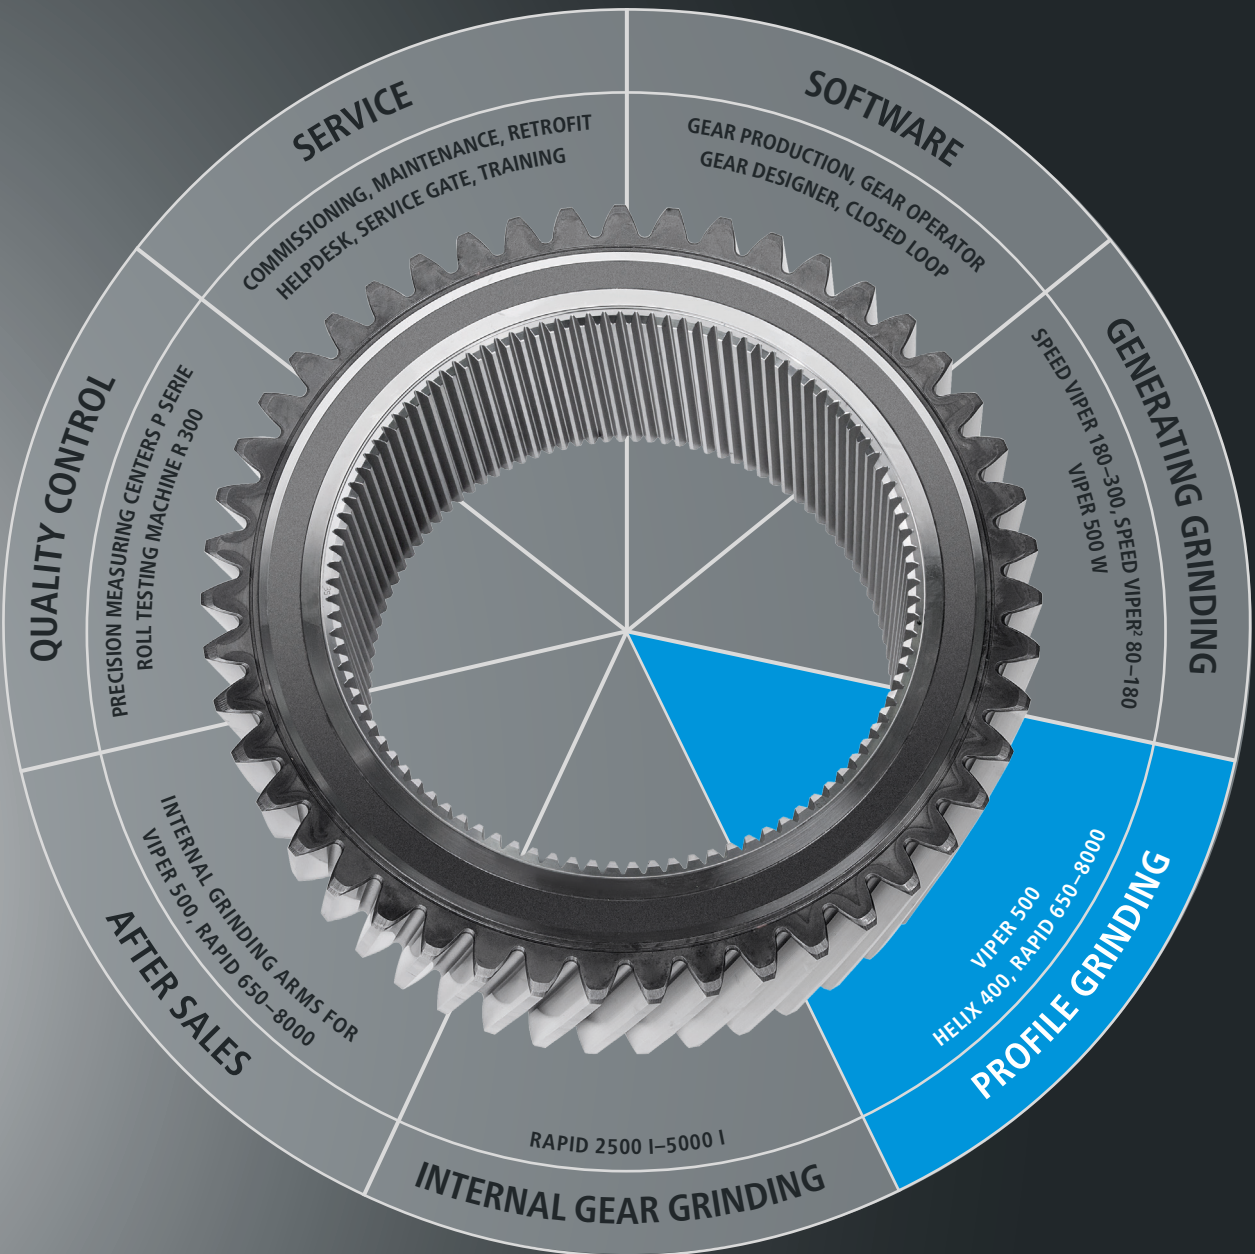 SERVICE
COMMISSIONING, MAINTENANCE, RETROFIT
HELPDESK, SERVICE GATE, TRAINING
SOFTWARE
GEAR PRODUCTION, GEAR OPERATOR
GEAR DESIGNER, CLOSED LOOP
GENERATING GRINDING
SPEED VIPER 180–300, SPEED VIPER² 80–180
VIPER 500 W
PROFILE GRINDING
VIPER 500
HELIX 400, RAPID 650–8000
RAPID 2500 I–5000 I
INTERNAL GEAR GRINDING
INTERNAL GRINDING ARMS FOR
VIPER 500, RAPID 650–8000
AFTER SALES
QUALITY CONTROL
PRECISION MEASURING CENTERS P SERIE
ROLL TESTING MACHINE R 300